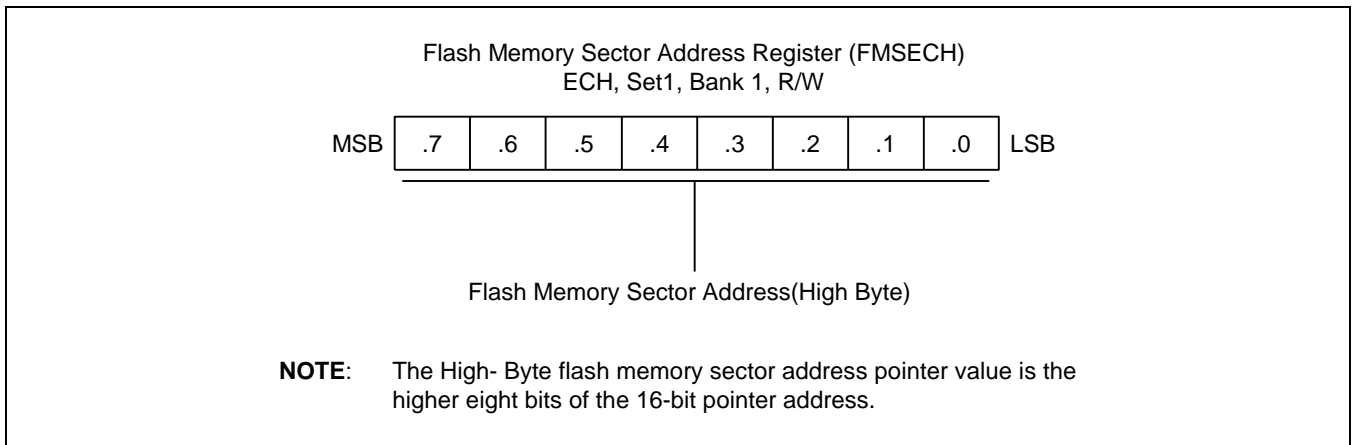 Flash Memory Sector Address Register (FMSECH)
ECH, Set1, Bank 1, R/W
MSB .7 .6 .5 .4 .3 .2 .1 .0 LSB
Flash Memory Sector Address(High Byte)
NOTE: The High- Byte flash memory sector address pointer value is the
higher eight bits of the 16-bit pointer address.